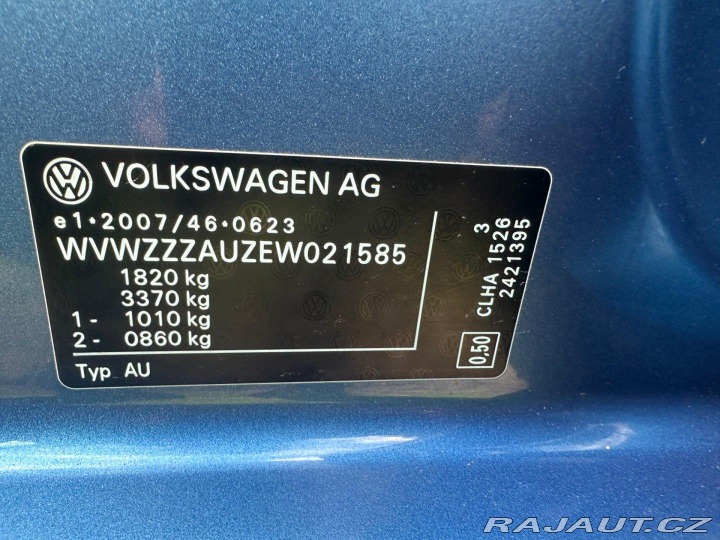 VOLKSWAGEN AG
e1*2007/46*0623
WVWZZZAUZEW021585
1820 kg
3370 kg
1 - 1010 kg
2 - 0860 kg
Typ AU
3
CLHA 1526
2421395
0,50
RAJAUT.CZ